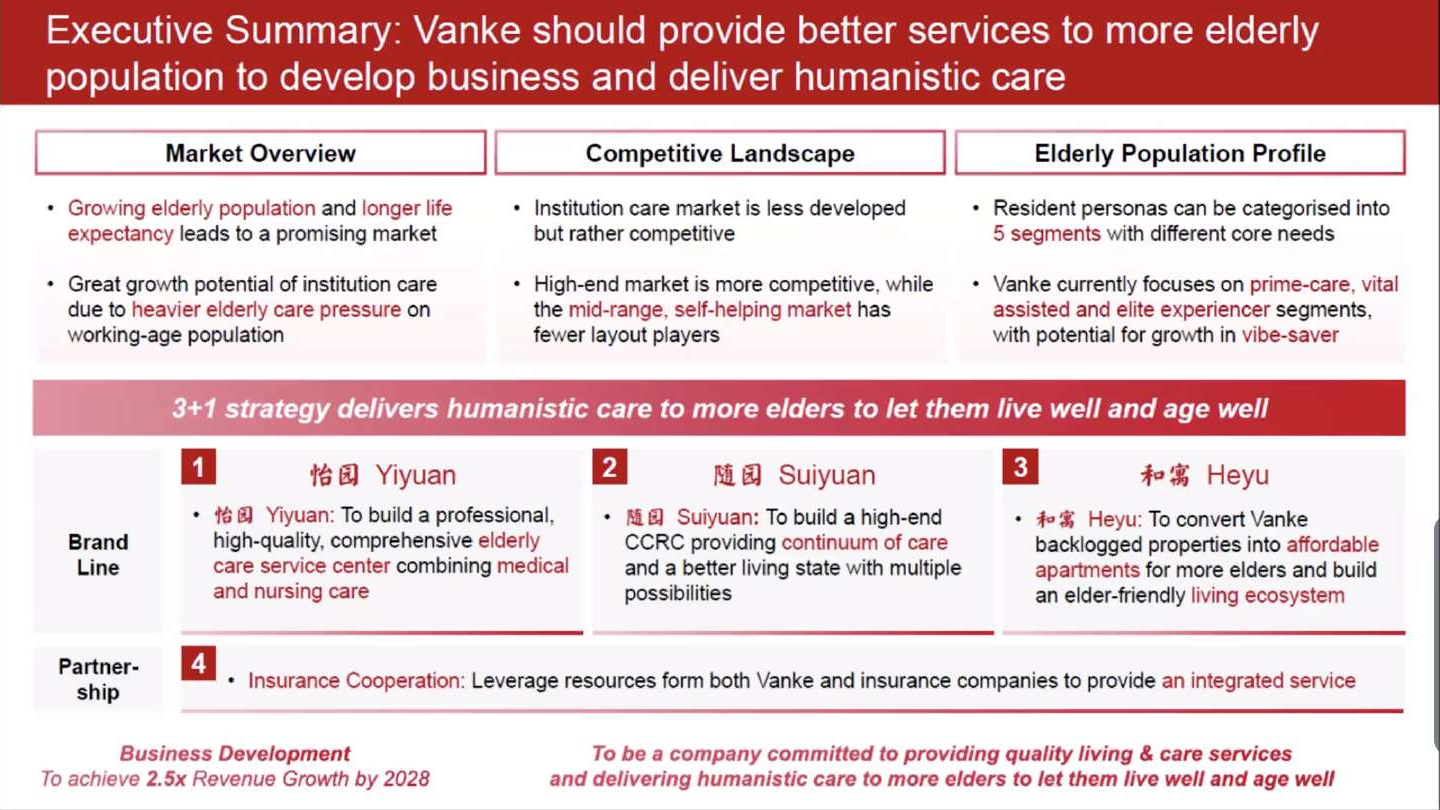 Executive Summary: Vanke should provide better services to more elderly
population to develop business and deliver humanistic care
Market Overview
• Growing elderly population and longer life
expectancy leads to a promising market
• Great growth potential of institution care
due to heavier elderly care pressure on
working-age population
Competitive Landscape
• Institution care market is less developed
but rather competitive
• High-end market is more competitive, while
the mid-range, self-helping market has
fewer layout players
Elderly Population Profile
• Resident personas can be categorised into
5 segments with different core needs
• Vanke currently focuses on prime-care, vital
assisted and elite experiencer segments,
with potential for growth in vibe-saver
3+1 strategy delivers humanistic care to more elders to let them live well and age well
Brand
Line
1
怡园 Yiyuan
• 怡园 Yiyuan: To build a professional,
high-quality, comprehensive elderly
care service center combining medical
and nursing care
2
随园 Suiyuan
• 随园 Suiyuan: To build a high-end
CCRC providing continuum of care
and a better living state with multiple
possibilities
3
和寓 Heyu
• 和寓 Heyu: To convert Vanke
backlogged properties into affordable
apartments for more elders and build
an elder-friendly living ecosystem
Partner-
ship
4
• Insurance Cooperation: Leverage resources form both Vanke and insurance companies to provide an integrated service
Business Development
To achieve 2.5x Revenue Growth by 2028
To be a company committed to providing quality living & care services
and delivering humanistic care to more elders to let them live well and age well